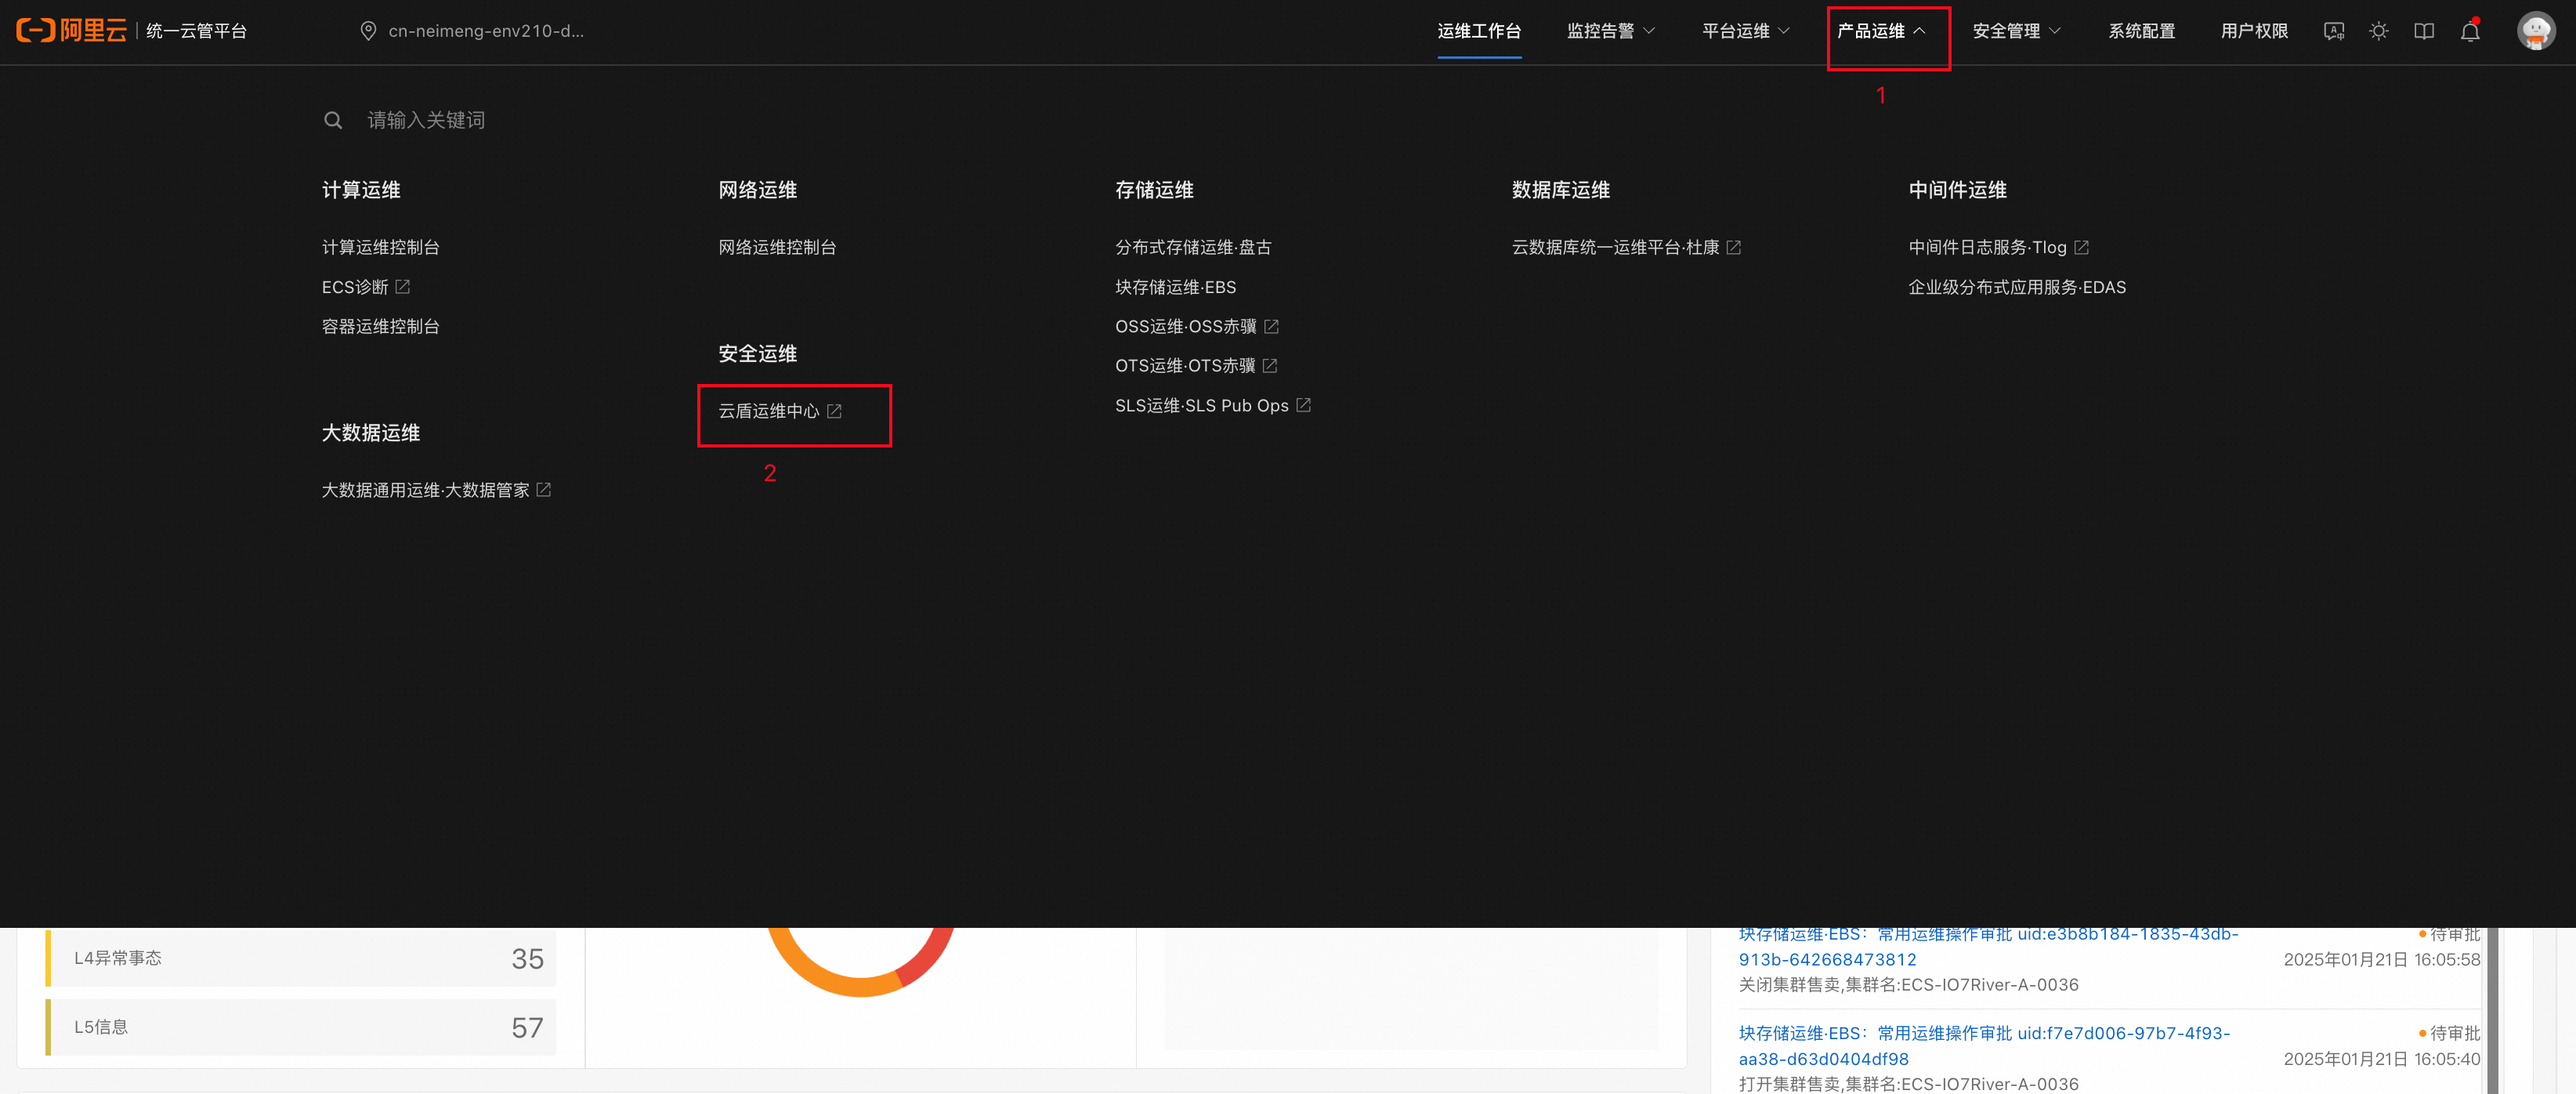 阿里云 统一云管平台 cn-neimeng-env210-d... 运维工作台 监控告警 平台运维 产品运维 安全管理 系统配置 用户权限
1
请输入关键词
计算运维
计算运维控制台
ECS诊断
容器运维控制台
大数据运维
大数据通用运维·大数据管家
网络运维
网络运维控制台
安全运维
云盾运维中心
2
存储运维
分布式存储运维·盘古
块存储运维·EBS
OSS运维·OSS赤骥
OTS运维·OTS赤骥
SLS运维·SLS Pub Ops
数据库运维
云数据库统一运维平台·杜康
中间件运维
中间件日志服务·Tlog
企业级分布式应用服务·EDAS
L4异常事态 35
L5信息 57
块存储运维·EBS：常用运维操作审批 uid:e3b8b184-1835-43db- 待审批
913b-642668473812 2025年01月21日 16:05:58
关闭集群售卖,集群名:ECS-IO7River-A-0036
块存储运维·EBS：常用运维操作审批 uid:f7e7d006-97b7-4f93- 待审批
aa38-d63d0404df98 2025年01月21日 16:05:40
打开集群售卖,集群名:ECS-IO7River-A-0036